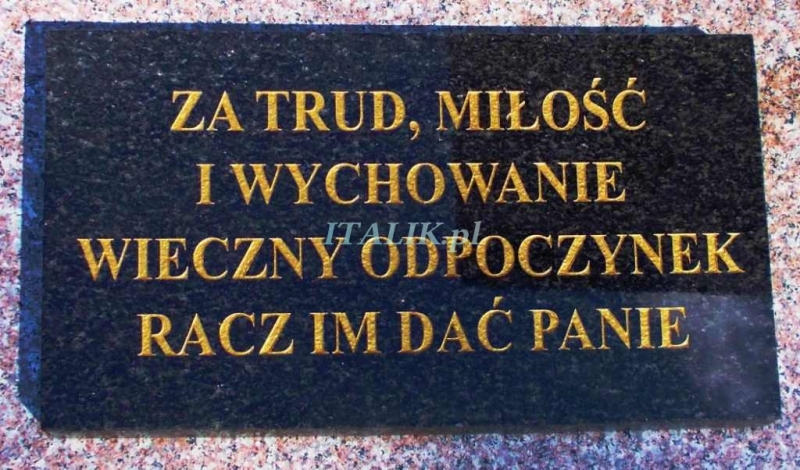 ZA TRUD, MIŁOŚĆ
I WYCHOWANIE
ITALIK.pl
WIECZNY ODPOCZYNEK
RACZ IM DAĆ PANIE